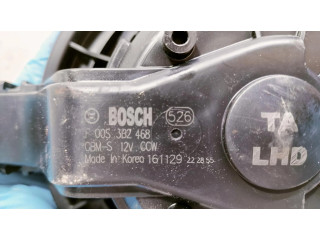 BOSCH 526
005 3B2 468
CBM-S 12V CCW
Made In Korea 161129 22 28 55
TA
LHD